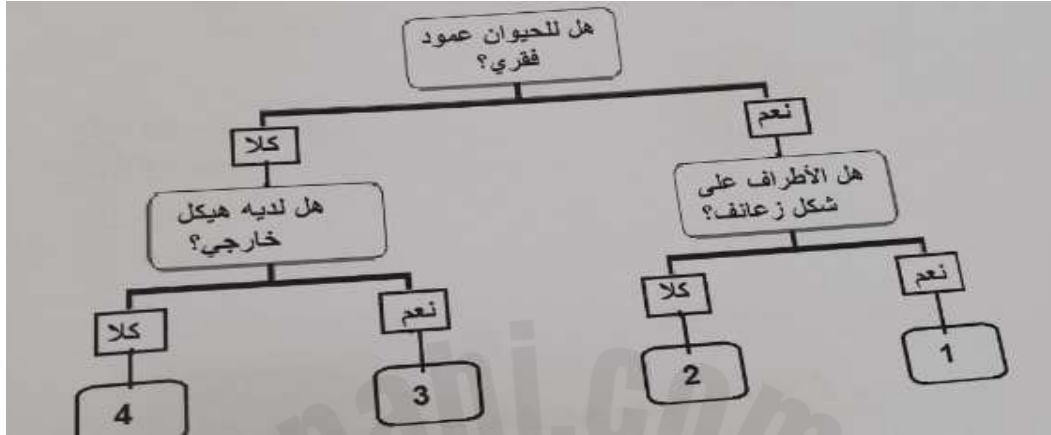 هل للحيوان عمود
فقري؟
نعم
كلا
هل الأطراف على
شكل زعانف؟
هل لديه هيكل
خارجي؟
نعم
كلا
نعم
كلا
1
2
3
4